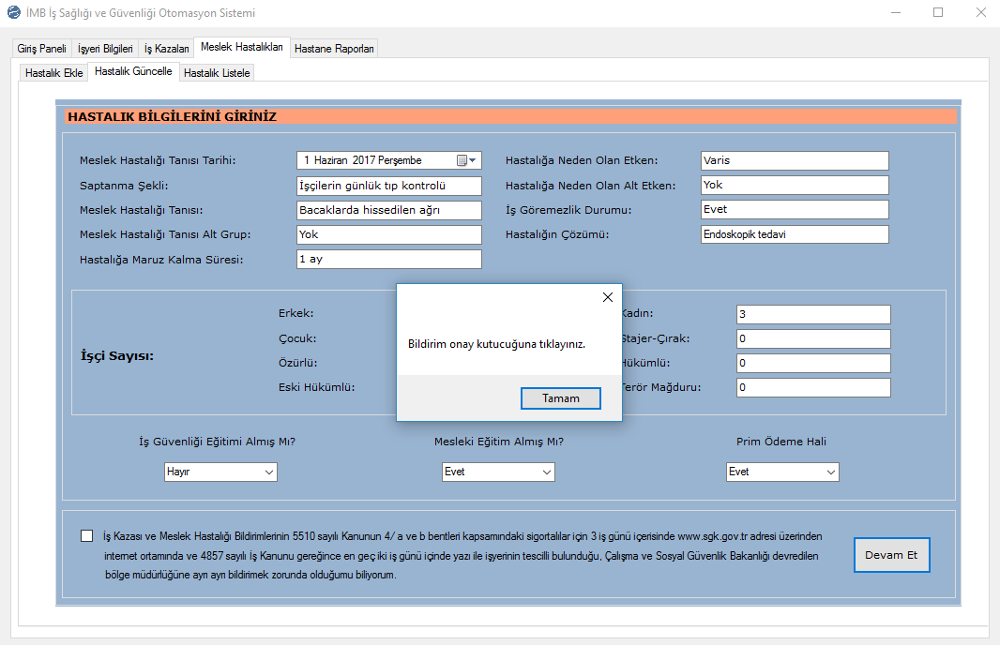 İMB İş Sağlığı ve Güvenliği Otomasyon Sistemi
Giriş Paneli İşyeri Bilgileri İş Kazaları Meslek Hastalıkları Hastane Raporları
Hastalık Ekle Hastalık Güncelle Hastalık Listele
HASTALIK BİLGİLERİNİ GİRİNİZ
Meslek Hastalığı Tanısı Tarihi: 1 Haziran 2017 Perşembe Hastalığa Neden Olan Etken: Varis
Saptanma Şekli: İşçilerin günlük tıp kontrolü Hastalığa Neden Olan Alt Etken: Yok
Meslek Hastalığı Tanısı: Bacaklarda hissedilen ağrı İş Göremezlik Durumu: Evet
Meslek Hastalığı Tanısı Alt Grup: Yok Hastalığın Çözümü: Endoskopik tedavi
Hastalığa Maruz Kalma Süresi: 1 ay
Erkek: Kadın: 3
Çocuk: Stajer-Çırak: 0
İşçi Sayısı:
Özürlü: Hükümlü: 0
Eski Hükümlü: Terör Mağduru: 0
Bildirim onay kutucuğuna tıklayınız.
Tamam
İş Güvenliği Eğitimi Almış Mı? Mesleki Eğitim Almış Mı? Prim Ödeme Hali
Hayır Evet Evet
İş Kazası ve Meslek Hastalığı Bildirimlerinin 5510 sayılı Kanunun 4/ a ve b bentleri kapsamındaki sigortalılar için 3 iş günü içerisinde www.sgk.gov.tr adresi üzerinden
internet ortamında ve 4857 sayılı İş Kanunu gereğince en geç iki iş günü içinde yazı ile işyerinin tescilli bulunduğu, Çalışma ve Sosyal Güvenlik Bakanlığı devredilen
bölge müdürlüğüne ayrı ayrı bildirimek zorunda olduğumu biliyorum.
Devam Et